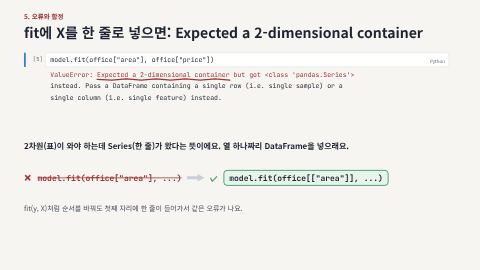 5. 오류와 함정
fit에 X를 한 줄로 넣으면: Expected a 2-dimensional container
[5] model.fit(office["area"], office["price"])
Python
ValueError: Expected a 2-dimensional container but got <class 'pandas.Series'>
instead. Pass a DataFrame containing a single row (i.e. single sample) or a
single column (i.e. single feature) instead.
2차원(표)이 와야 하는데 Series(한 줄)가 왔다는 뜻이에요. 열 하나짜리 DataFrame을 넣으래요.
✕ model.fit(office["area"], ...) → ✓ model.fit(office[["area"]], ...)
fit(y, X)처럼 순서를 바꿔도 첫째 자리에 한 줄이 들어가서 같은 오류가 나요.